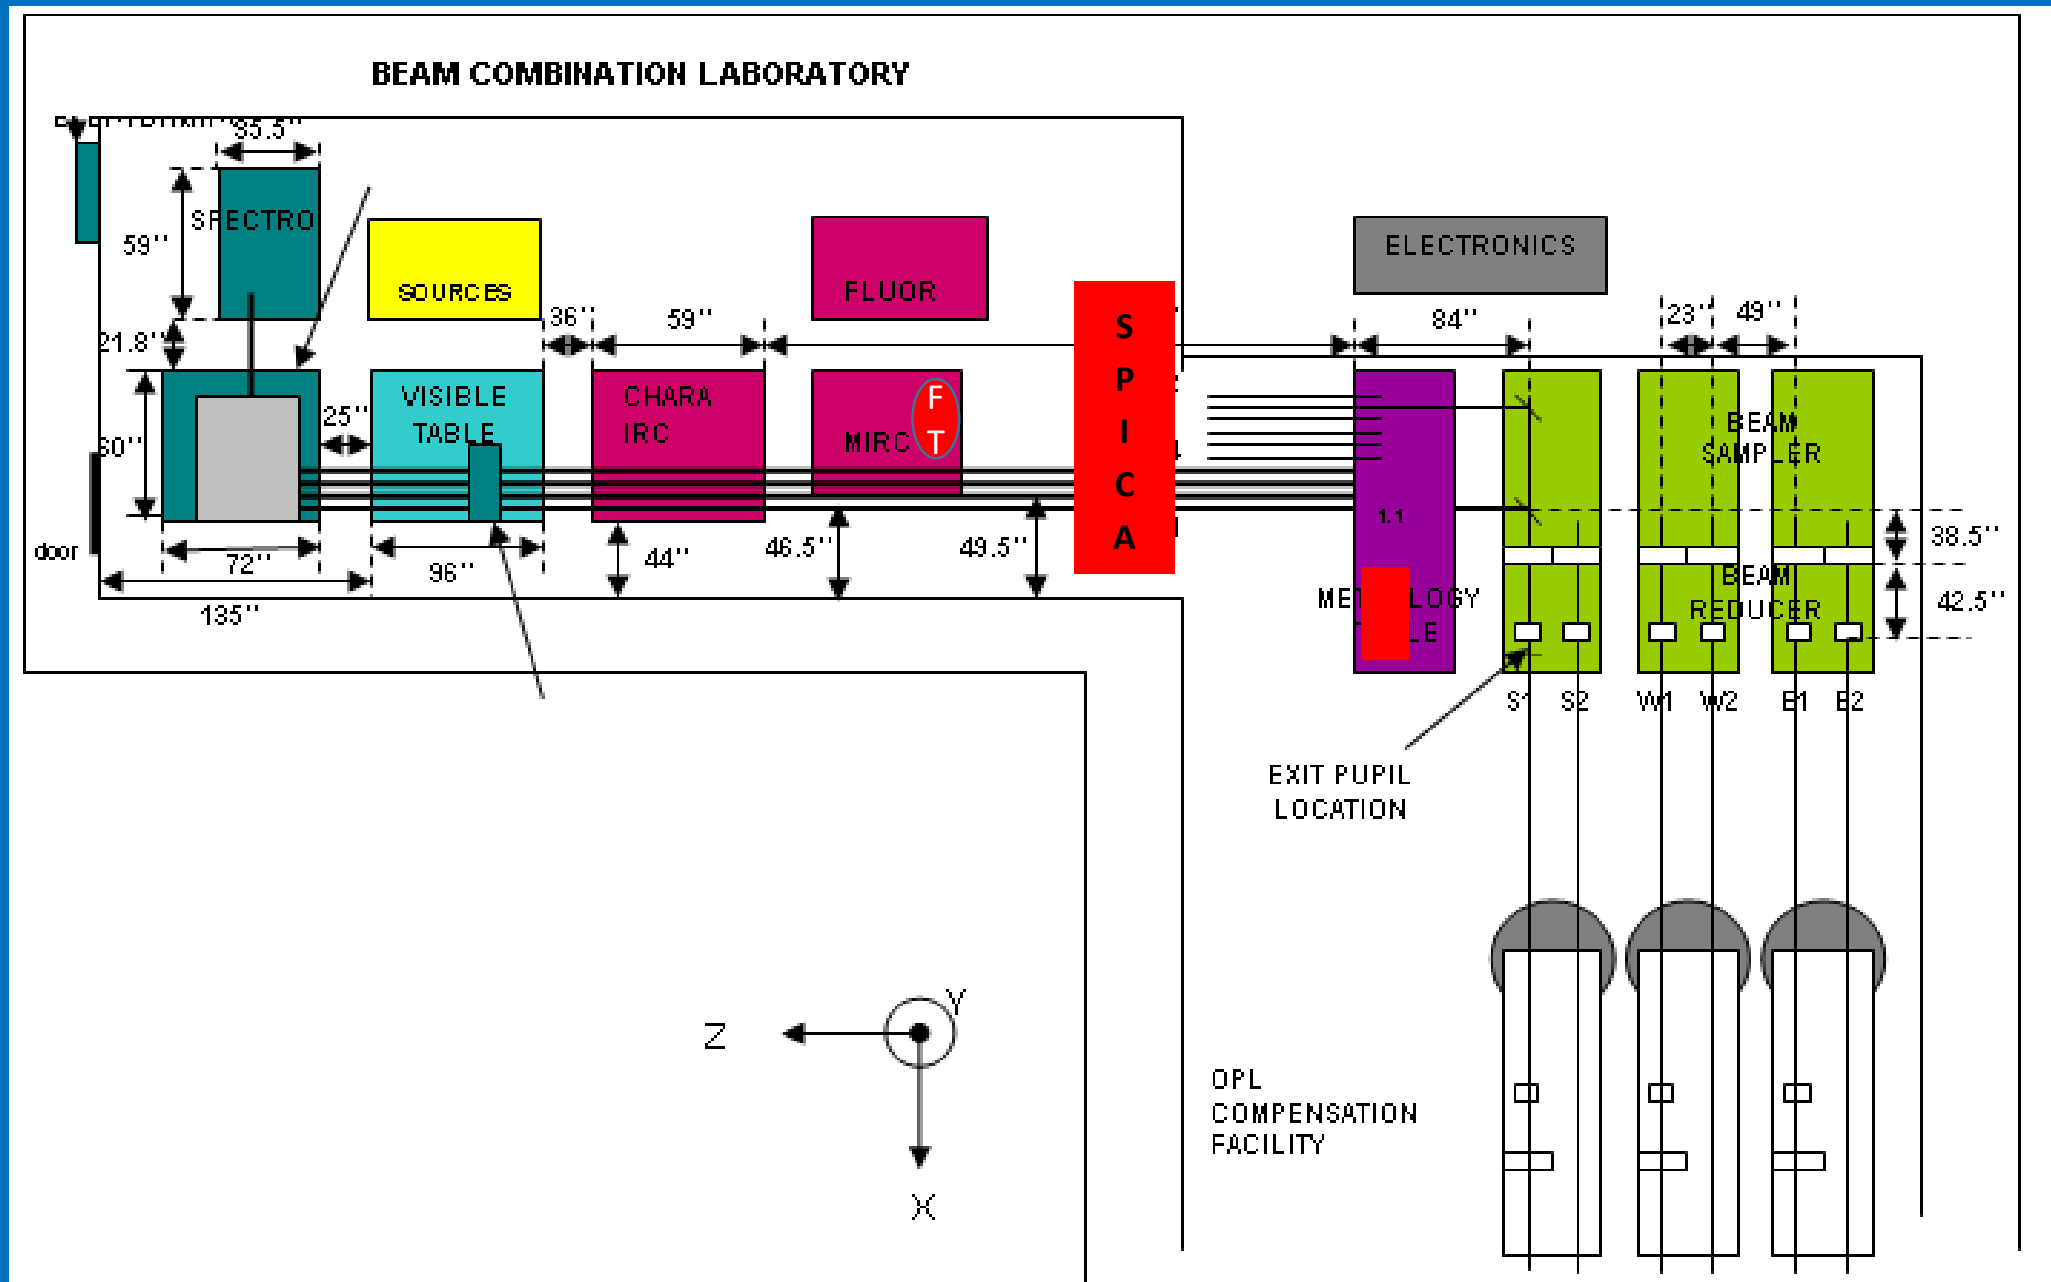 BEAM COMBINATION LABORATORY
35.5''
SPECTRO
59''
SOURCES
FLUOR
ELECTRONICS
36''
59''
84''
23''
49''
21.8''
S
P
I
C
A
VISIBLE
TABLE
CHARA
IRC
MIRC
F
T
BEAM
SAMPLER
25''
60''
1.1
door
72''
96''
44''
46.5''
49.5''
38.5''
135''
BEAM
REDUCER
42.5''
S1
S2
W1
W2
E1
E2
EXIT PUPIL
LOCATION
Y
Z
X
OPL
COMPENSATION
FACILITY